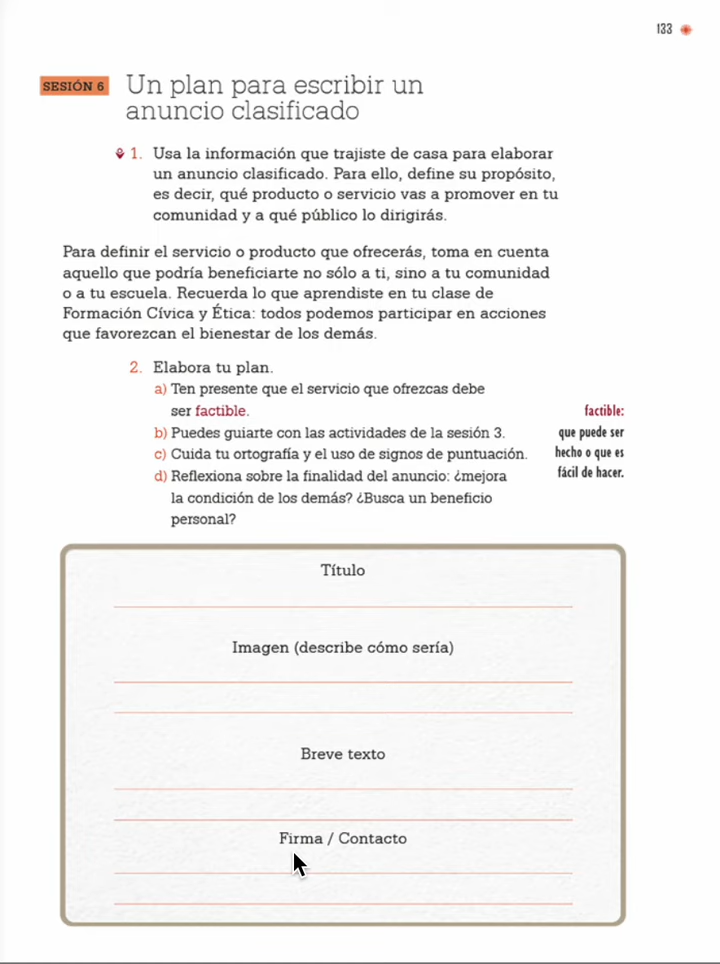 133
SESIÓN 6
Un plan para escribir un
anuncio clasificado
1. Usa la información que trajiste de casa para elaborar
un anuncio clasificado. Para ello, define su propósito,
es decir, qué producto o servicio vas a promover en tu
comunidad y a qué público lo dirigirás.
Para definir el servicio o producto que ofrecerás, toma en cuenta
aquello que podría beneficiarte no sólo a ti, sino a tu comunidad
o a tu escuela. Recuerda lo que aprendiste en tu clase de
Formación Cívica y Ética: todos podemos participar en acciones
que favorezcan el bienestar de los demás.
2. Elabora tu plan.
a) Ten presente que el servicio que ofrezcas debe
ser factible.
b) Puedes guiarte con las actividades de la sesión 3.
c) Cuida tu ortografía y el uso de signos de puntuación.
d) Reflexiona sobre la finalidad del anuncio: ¿mejora
la condición de los demás? ¿Busca un beneficio
personal?
factible:
que puede ser
hecho o que es
fácil de hacer.
Título
Imagen (describe cómo sería)
Breve texto
Firma / Contacto